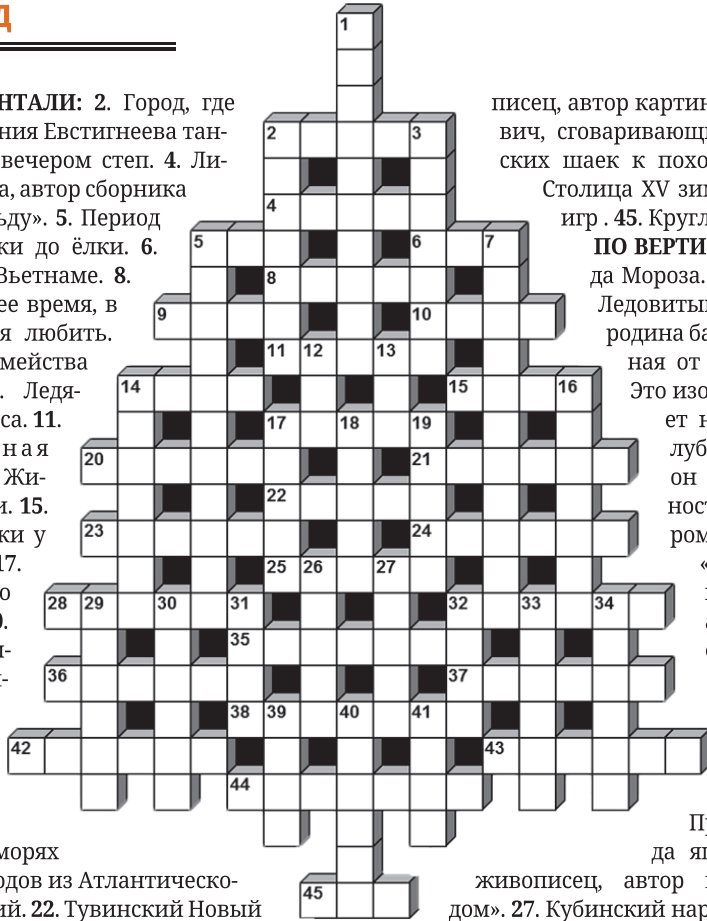 Д
НТАЛИ: 2. Город, где
ния Евстигнеева тан-
вечером степ. 4. Ли-
а, автор сборника
ьду». 5. Период
ки до ёлки. 6.
Вьетнаме. 8.
ее время, в
я любить.
мейства
. Ледя-
са. 11.
ная
Жи-
и. 15.
ки у
17.
о
.
-
-
морях
одов из Атлантическо-
ий. 22. Тувинский Новый
1
2 3
4
5 6 7
8
9 10
11 12 13
14 15 16
17 18 19
20 21
22
23 24
25 26 27
28 29 30 31 32 33 34
35
36 37
38 39 40 41
42 43
44
45
писец, автор картин
вич, сговаривающ
ских шаек к похо
Столица XV зим
игр . 45. Кругл
ПО ВЕРТИ
да Мороза.
Ледовиты
родина ба
ная от
Это изо
ет н
луб
он
ност
ром
«
Пр
да яп
живописец, автор
дом». 27. Кубинский нар